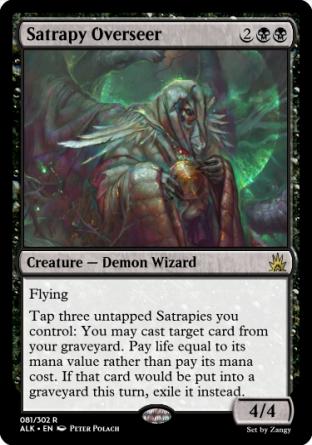 Satrapy Overseer 2
Creature — Demon Wizard
Flying
Tap three untapped Satrapies you
control: You may cast target card from
your graveyard. Pay life equal to its
mana value rather than pay its mana
cost. If that card would be put into a
graveyard this turn, exile it instead.
4/4
081/302 R
ALK • EN Peter Polach
Set by Zangy